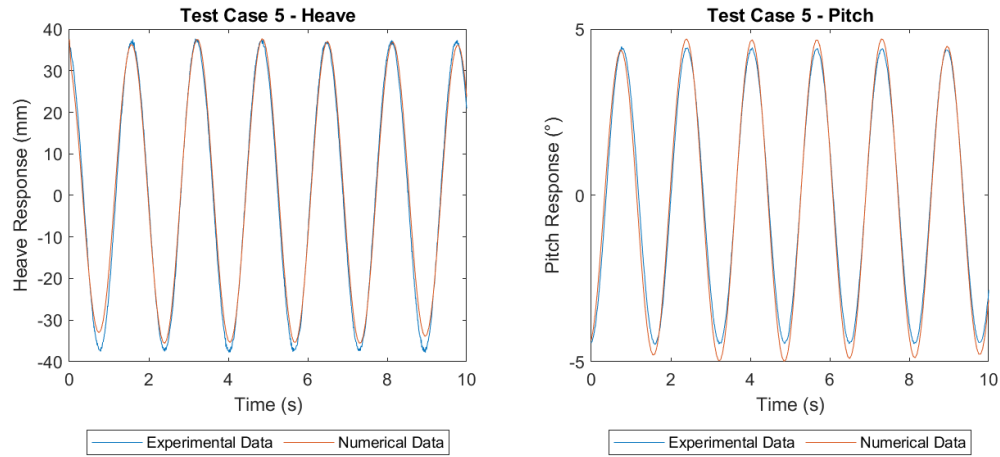 Test Case 5 - Heave
Heave Response (mm)
40
30
20
10
0
-10
-20
-30
-40
0 2 4 6 8 10
Time (s)
Experimental Data Numerical Data
Test Case 5 - Pitch
Pitch Response (°)
5
0
-5
0 2 4 6 8 10
Time (s)
Experimental Data Numerical Data